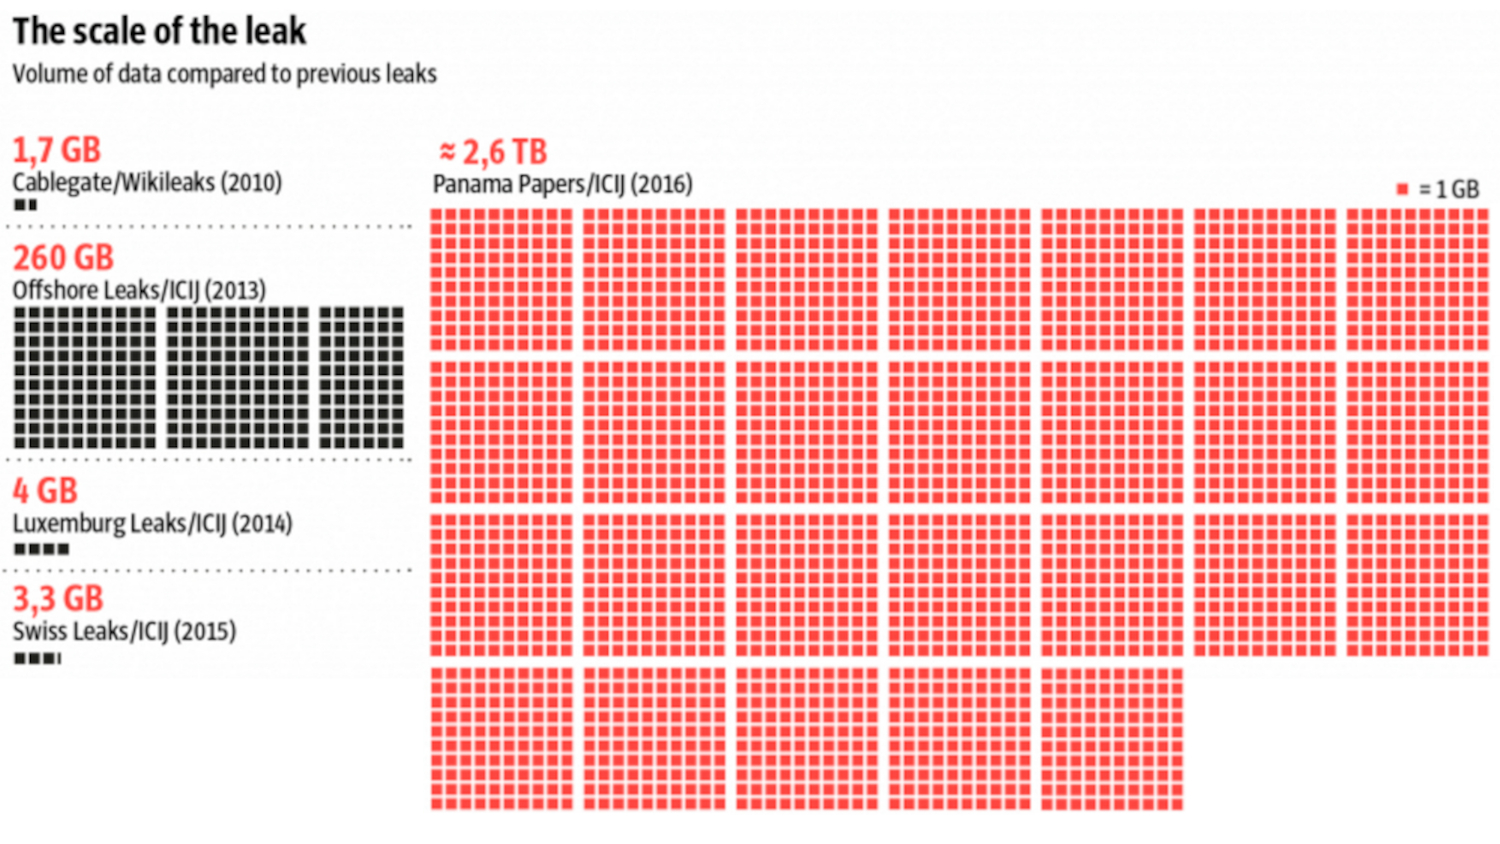 The scale of the leak
Volume of data compared to previous leaks
1,7 GB
Cablegate/Wikileaks (2010)
260 GB
Offshore Leaks/ICIJ (2013)
4 GB
Luxemburg Leaks/ICIJ (2014)
3,3 GB
Swiss Leaks/ICIJ (2015)
≈ 2,6 TB
Panama Papers/ICIJ (2016)
= 1 GB